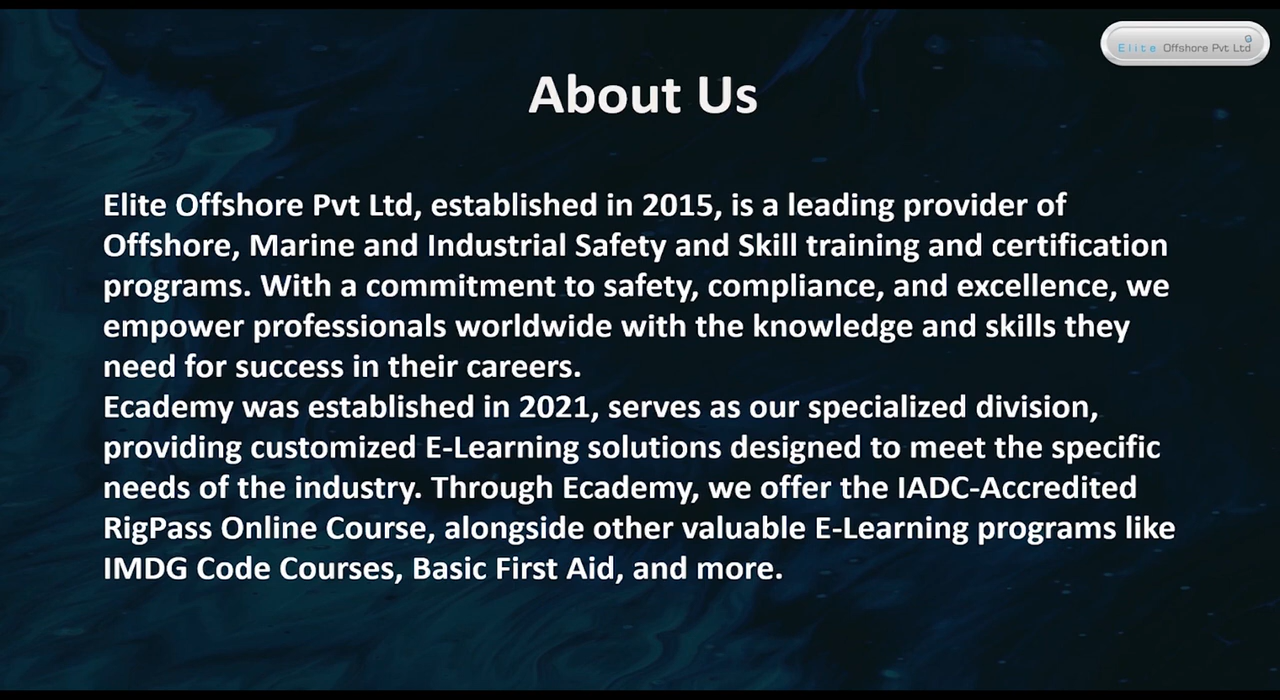 Elite Offshore Pvt Ltd
About Us
Elite Offshore Pvt Ltd, established in 2015, is a leading provider of
Offshore, Marine and Industrial Safety and Skill training and certification
programs. With a commitment to safety, compliance, and excellence, we
empower professionals worldwide with the knowledge and skills they
need for success in their careers.
Ecademy was established in 2021, serves as our specialized division,
providing customized E-Learning solutions designed to meet the specific
needs of the industry. Through Ecademy, we offer the IADC-Accredited
RigPass Online Course, alongside other valuable E-Learning programs like
IMDG Code Courses, Basic First Aid, and more.